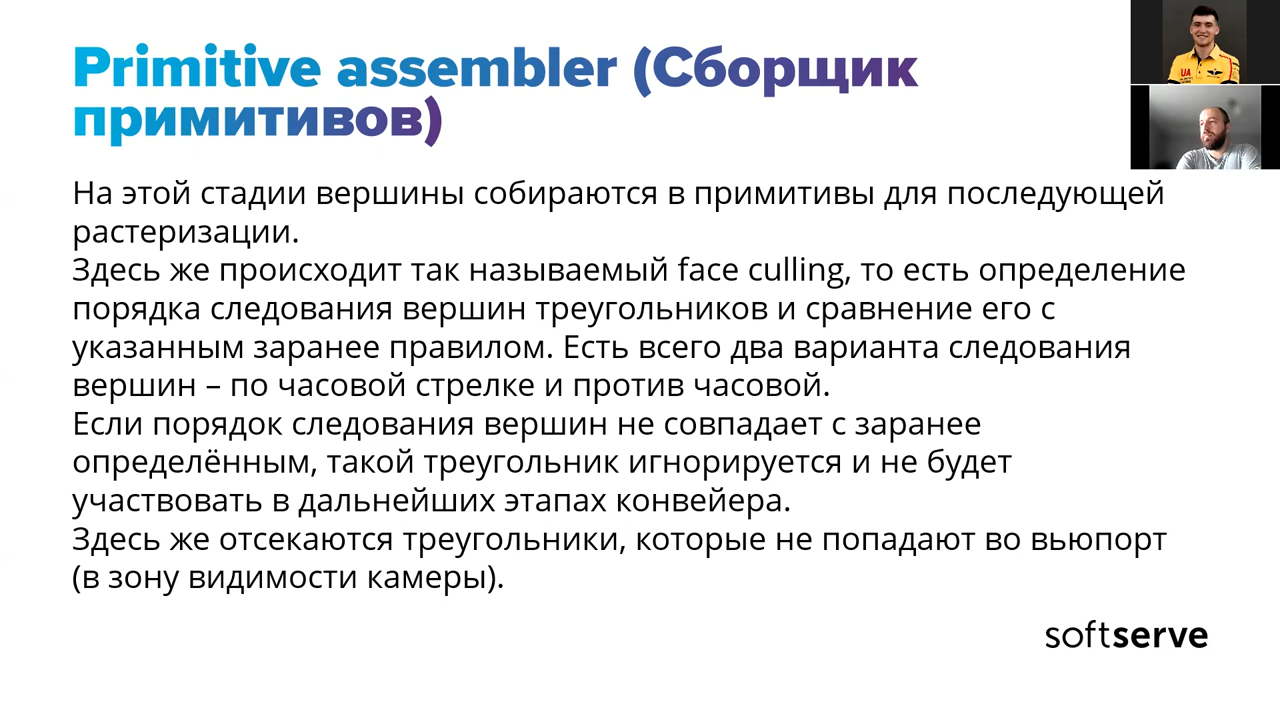 Primitive assembler (Сборщик
примитивов)
На этой стадии вершины собираются в примитивы для последующей
растеризации.
Здесь же происходит так называемый face culling, то есть определение
порядка следования вершин треугольников и сравнение его с
указанным заранее правилом. Есть всего два варианта следования
вершин – по часовой стрелке и против часовой.
Если порядок следования вершин не совпадает с заранее
определённым, такой треугольник игнорируется и не будет
участвовать в дальнейших этапах конвейера.
Здесь же отсекаются треугольники, которые не попадают во вьюпорт
(в зону видимости камеры).
softserve
UA